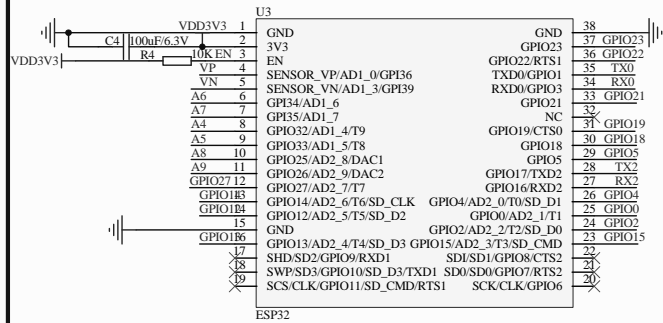 U3
VDD3V3 1 GND GND 38
C4 100uF/6.3V 2 3V3 GPIO23 37 GPIO23
VDD3V3 R4 10K EN 3 EN GPIO22/RTS1 36 GPIO22
VP 4 SENSOR_VP/AD1_0/GPI36 TXD0/GPIO1 35 TX0
VN 5 SENSOR_VN/AD1_3/GPI39 RXD0/GPIO3 34 RX0
A6 6 GPI34/AD1_6 GPIO21 33 GPIO21
A7 7 GPI35/AD1_7 NC 32
A4 8 GPIO32/AD1_4/T9 GPIO19/CTS0 31 GPIO19
A5 9 GPIO33/AD1_5/T8 GPIO18 30 GPIO18
A8 10 GPIO25/AD2_8/DAC1 GPIO5 29 GPIO5
A9 11 GPIO26/AD2_9/DAC2 GPIO17/TXD2 28 TX2
GPIO27 12 GPIO27/AD2_7/T7 GPIO16/RXD2 27 RX2
13 GPIO14/AD2_6/T6/SD_CLK GPIO4/AD2_0/T0/SD_D1 26 GPIO4
14 GPIO12/AD2_5/T5/SD_D2 GPIO0/AD2_1/T1 25 GPIO0
15 GND GPIO2/AD2_2/T2/SD_D0 24 GPIO2
16 GPIO13/AD2_4/T4/SD_D3 GPIO15/AD2_3/T3/SD_CMD 23 GPIO15
17 SHD/SD2/GPIO9/RXD1 SDI/SD1/GPIO8/CTS2 22
18 SWP/SD3/GPIO10/SD_D3/TXD1 SD0/SD0/GPIO7/RTS2 21
19 SCS/CLK/GPIO11/SD_CMD/RTS1 SCK/CLK/GPIO6 20
ESP32